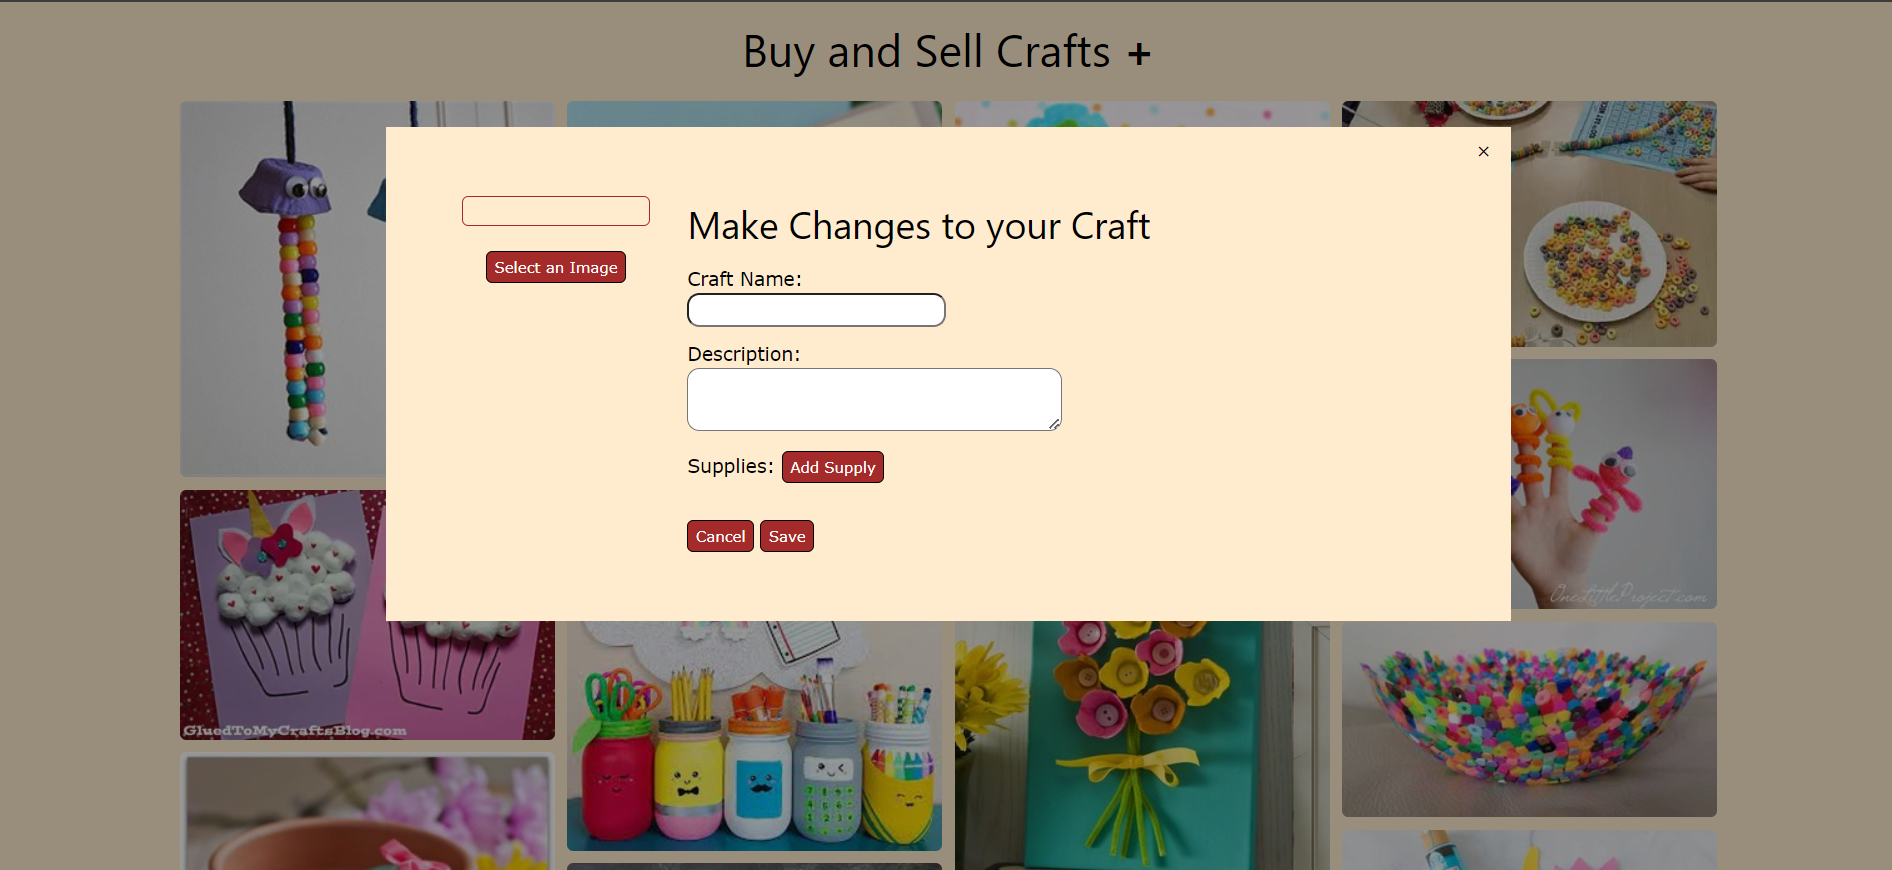 Buy and Sell Crafts +
×
Make Changes to your Craft
Select an Image
Craft Name:
Description:
Supplies: Add Supply
Cancel Save
OneLittleProject.com
GluedToMyCraftsBlog.com